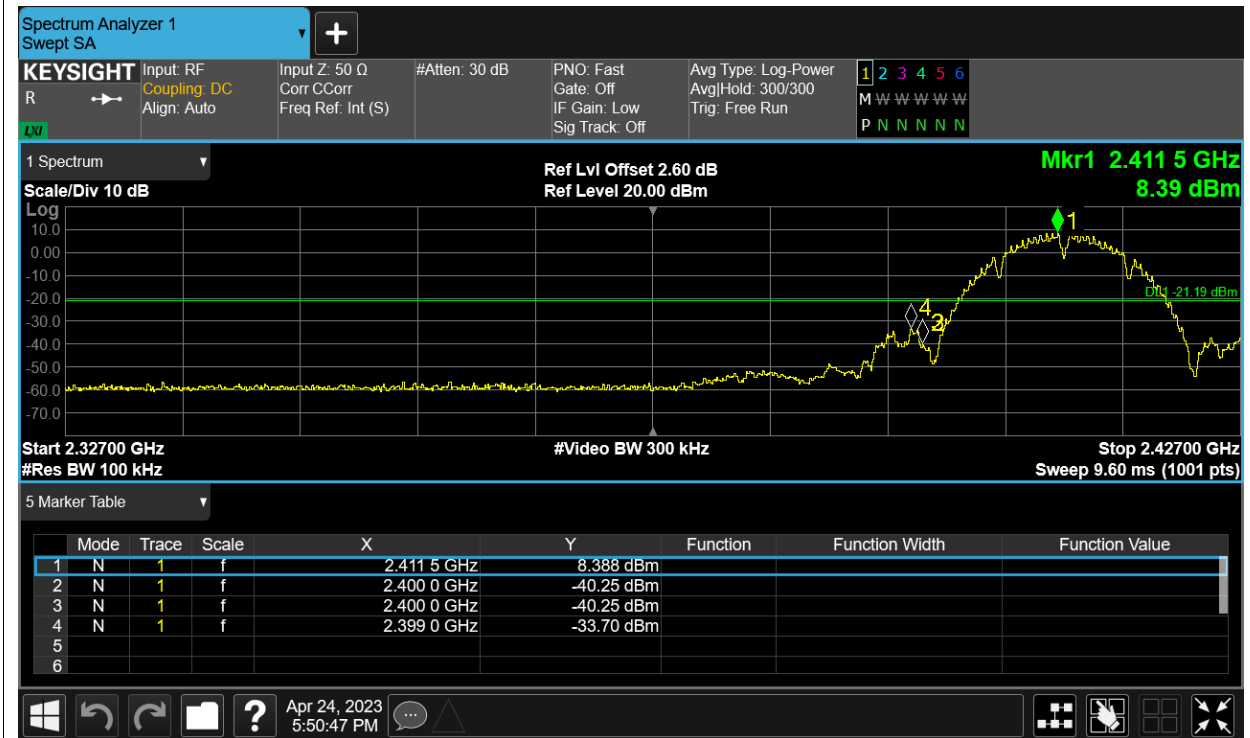 Spectrum Analyzer 1
Swept SA
+
KEYSIGHT Input: RF Input Z: 50 Ω #Atten: 30 dB PNO: Fast Avg Type: Log-Power 1 2 3 4 5 6
R Coupling: DC Corr CCorr Gate: Off Avg|Hold: 300/300 M W W W W W W
Align: Auto Freq Ref: Int (S) IF Gain: Low Trig: Free Run
LXI Sig Track: Off P N N N N N N
1 Spectrum Ref Lvl Offset 2.60 dB Mkr1 2.411 5 GHz
Scale/Div 10 dB Ref Level 20.00 dBm 8.39 dBm
Log
10.0
0.00
-10.0
-20.0
-30.0
-40.0
-50.0
-60.0
-70.0
1
DL1 -21.19 dBm
4
Start 2.32700 GHz #Video BW 300 kHz Stop 2.42700 GHz
#Res BW 100 kHz Sweep 9.60 ms (1001 pts)
5 Marker Table
Mode Trace Scale X Y Function Function Width Function Value
1 N 1 f 2.411 5 GHz 8.388 dBm
2 N 1 f 2.400 0 GHz -40.25 dBm
3 N 1 f 2.400 0 GHz -40.25 dBm
4 N 1 f 2.399 0 GHz -33.70 dBm
5
6
? Apr 24, 2023
5:50:47 PM